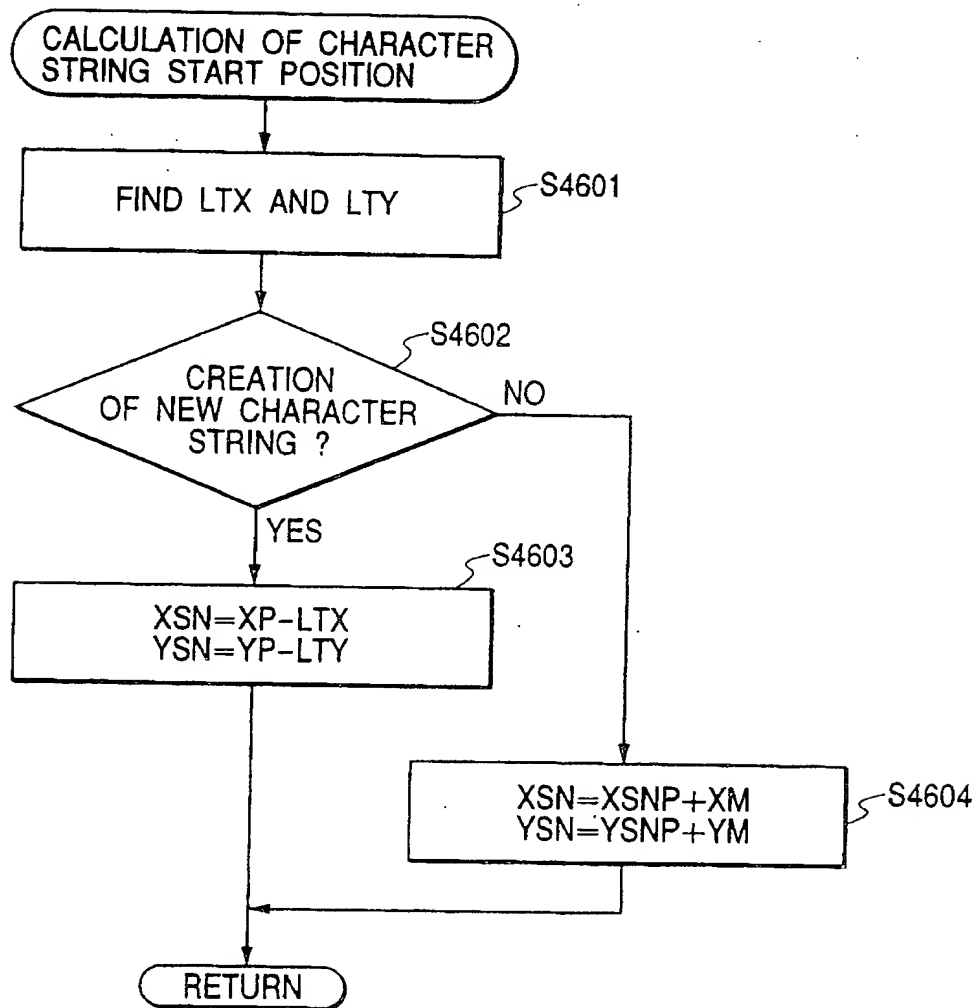 CALCULATION OF CHARACTER
STRING START POSITION
FIND LTX AND LTY
S4601
S4602
CREATION
OF NEW CHARACTER
STRING ?
NO
YES
S4603
XSN=XP-LTX
YSN=YP-LTY
XSN=XSNP+XM
YSN=YSNP+YM
S4604
RETURN